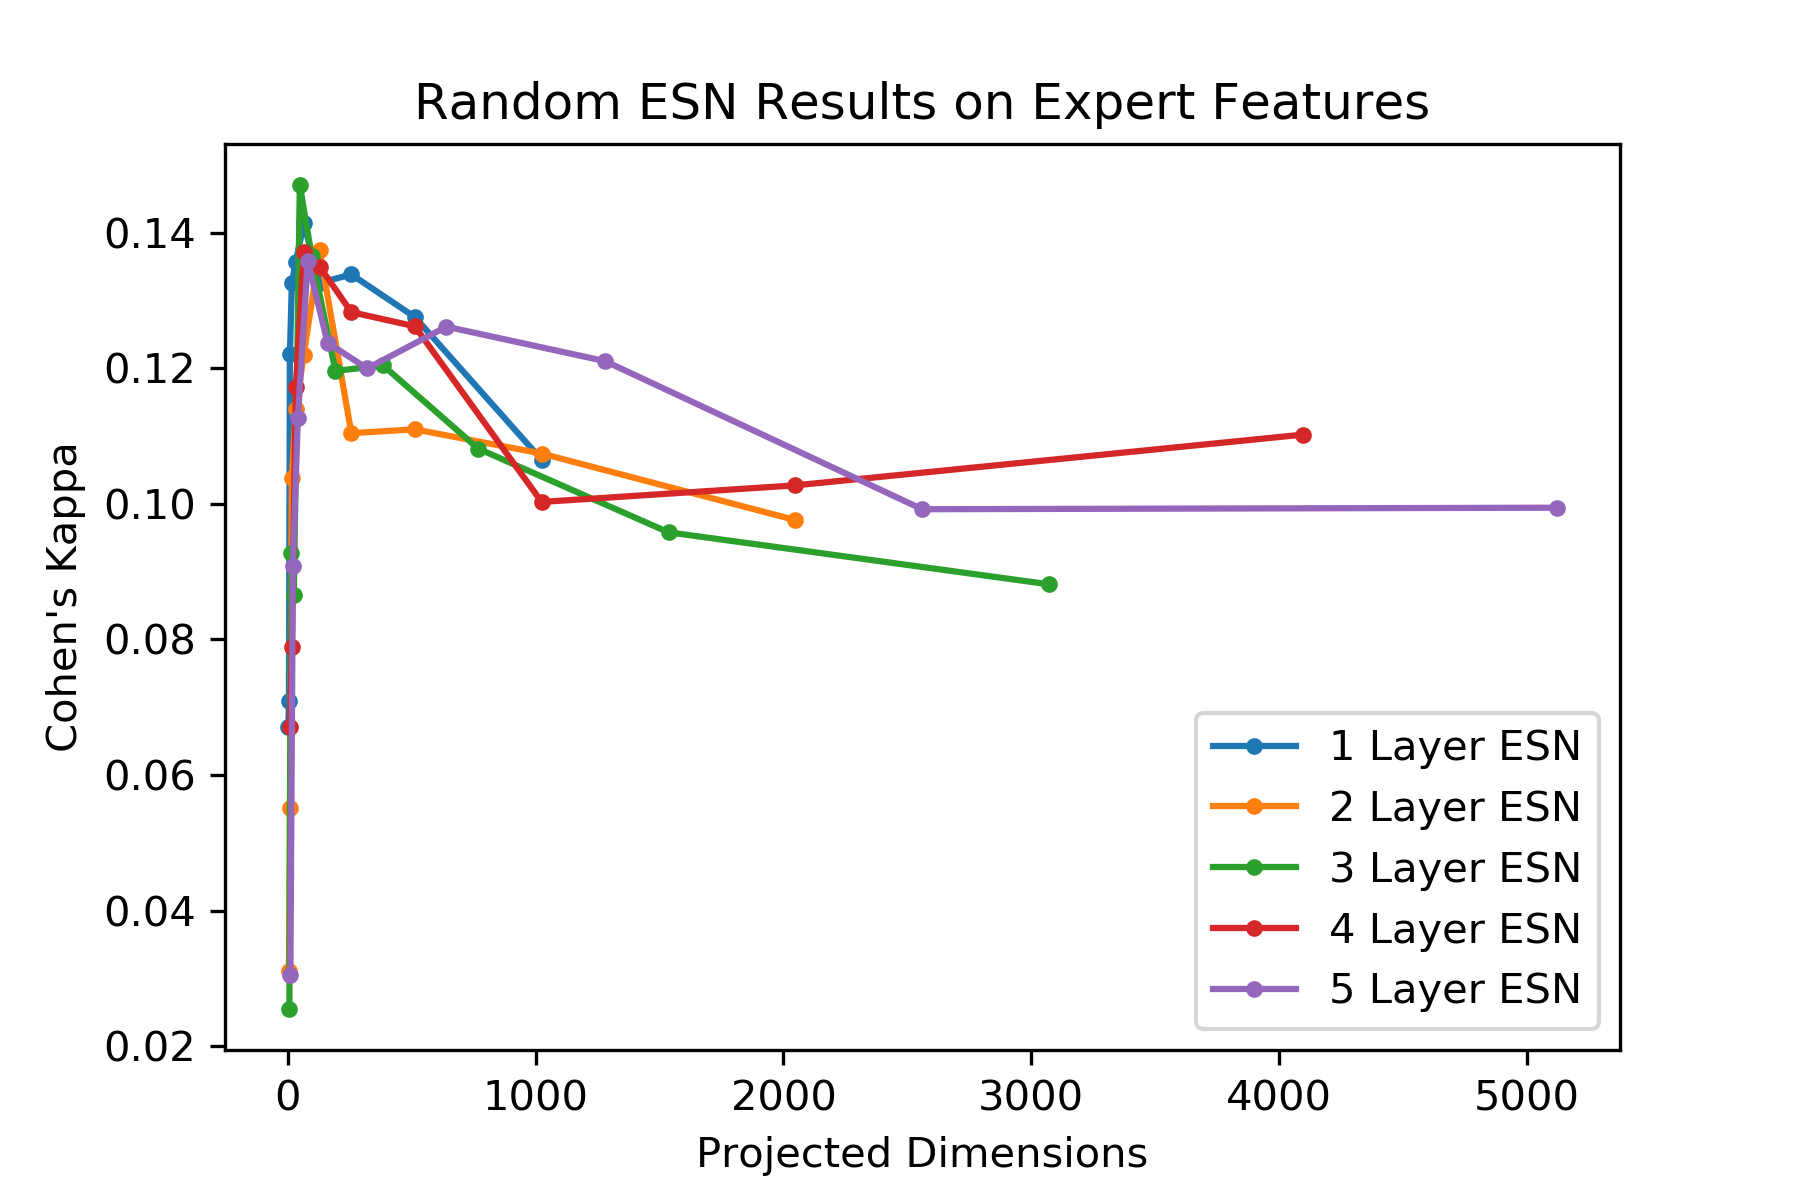 Random ESN Results on Expert Features
Cohen's Kappa
0.14
0.12
0.10
0.08
0.06
0.04
0.02
0 1000 2000 3000 4000 5000
Projected Dimensions
1 Layer ESN
2 Layer ESN
3 Layer ESN
4 Layer ESN
5 Layer ESN